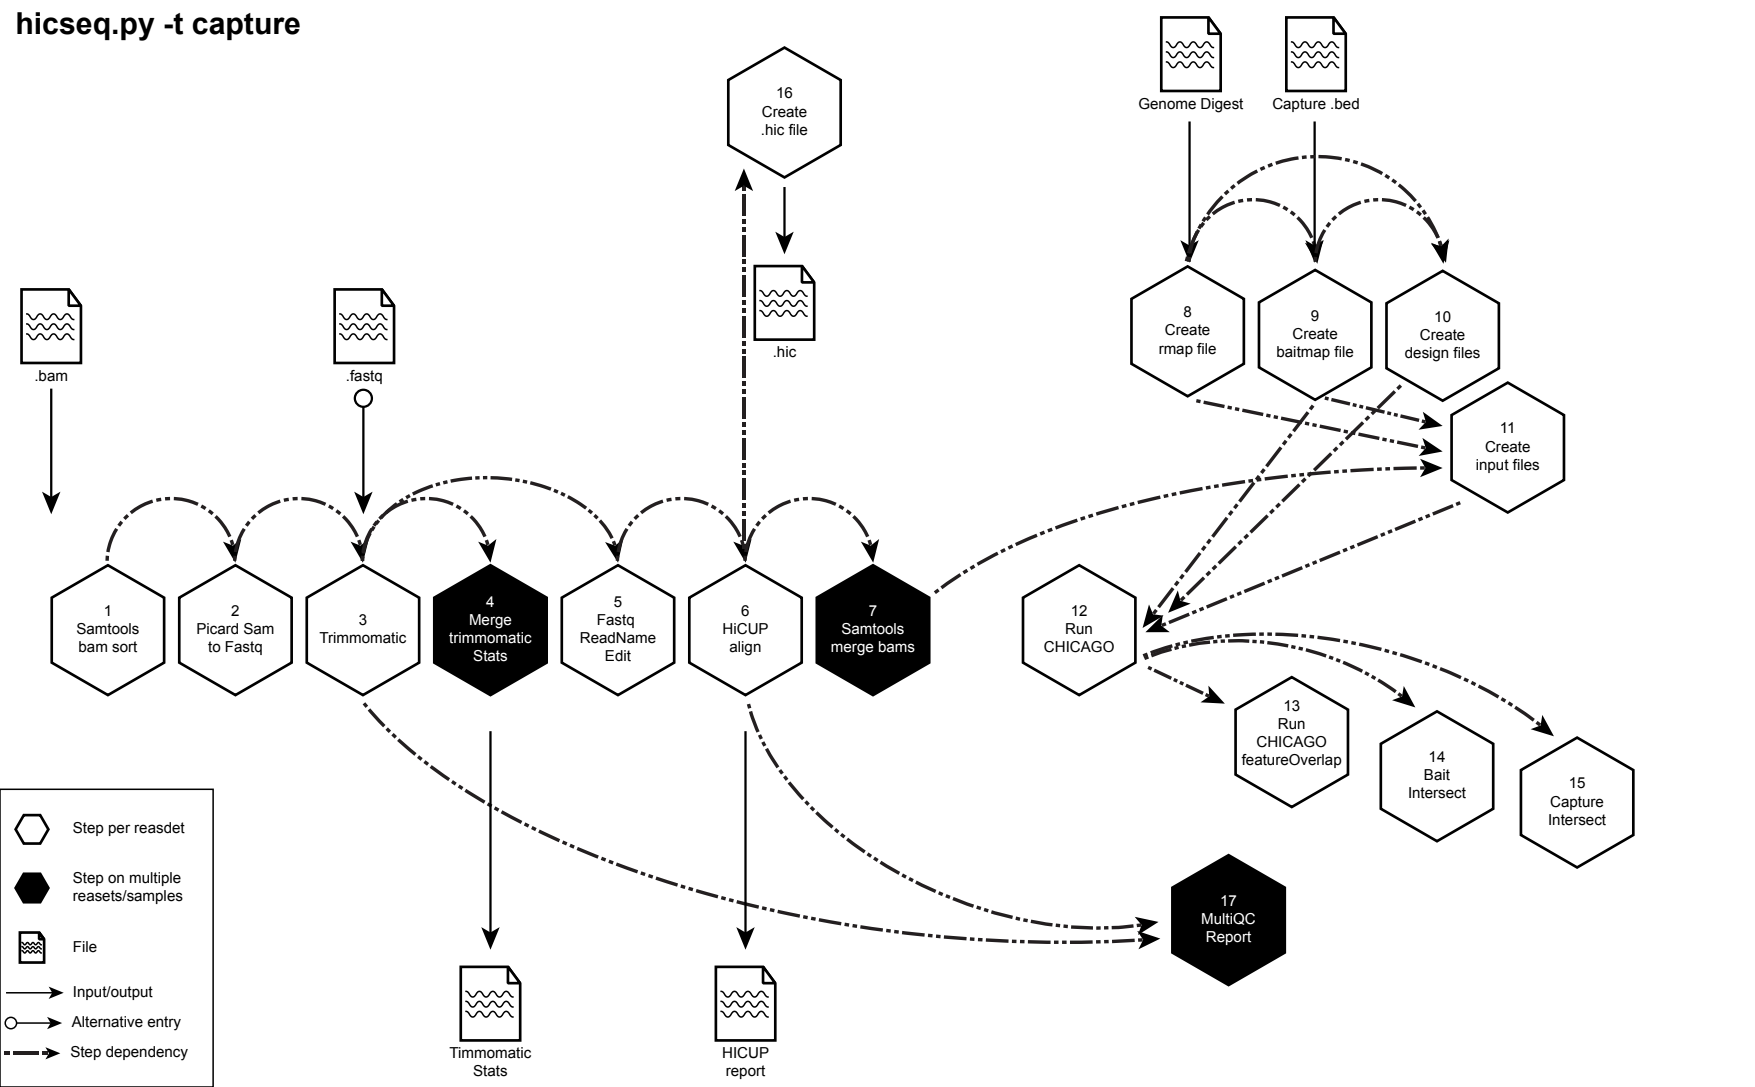 hicseq.py -t capture
Genome Digest
Capture .bed
16
Create
.hic file
.hic
.bam
.fastq
8
Create
rmap file
9
Create
baitmap file
10
Create
design files
11
Create
input files
1
Samtools
bam sort
2
Picard Sam
to Fastq
3
Trimmomatic
4
Merge
trimmomatic
Stats
5
Fastq
ReadName
Edit
6
HiCUP
align
7
Samtools
merge bams
12
Run
CHICAGO
13
Run
CHICAGO
featureOverlap
14
Bait
Intersect
15
Capture
Intersect
17
MultiQC
Report
Timmomatic
Stats
HICUP
report
Step per reasdet
Step on multiple
reasets/samples
File
Input/output
Alternative entry
Step dependency